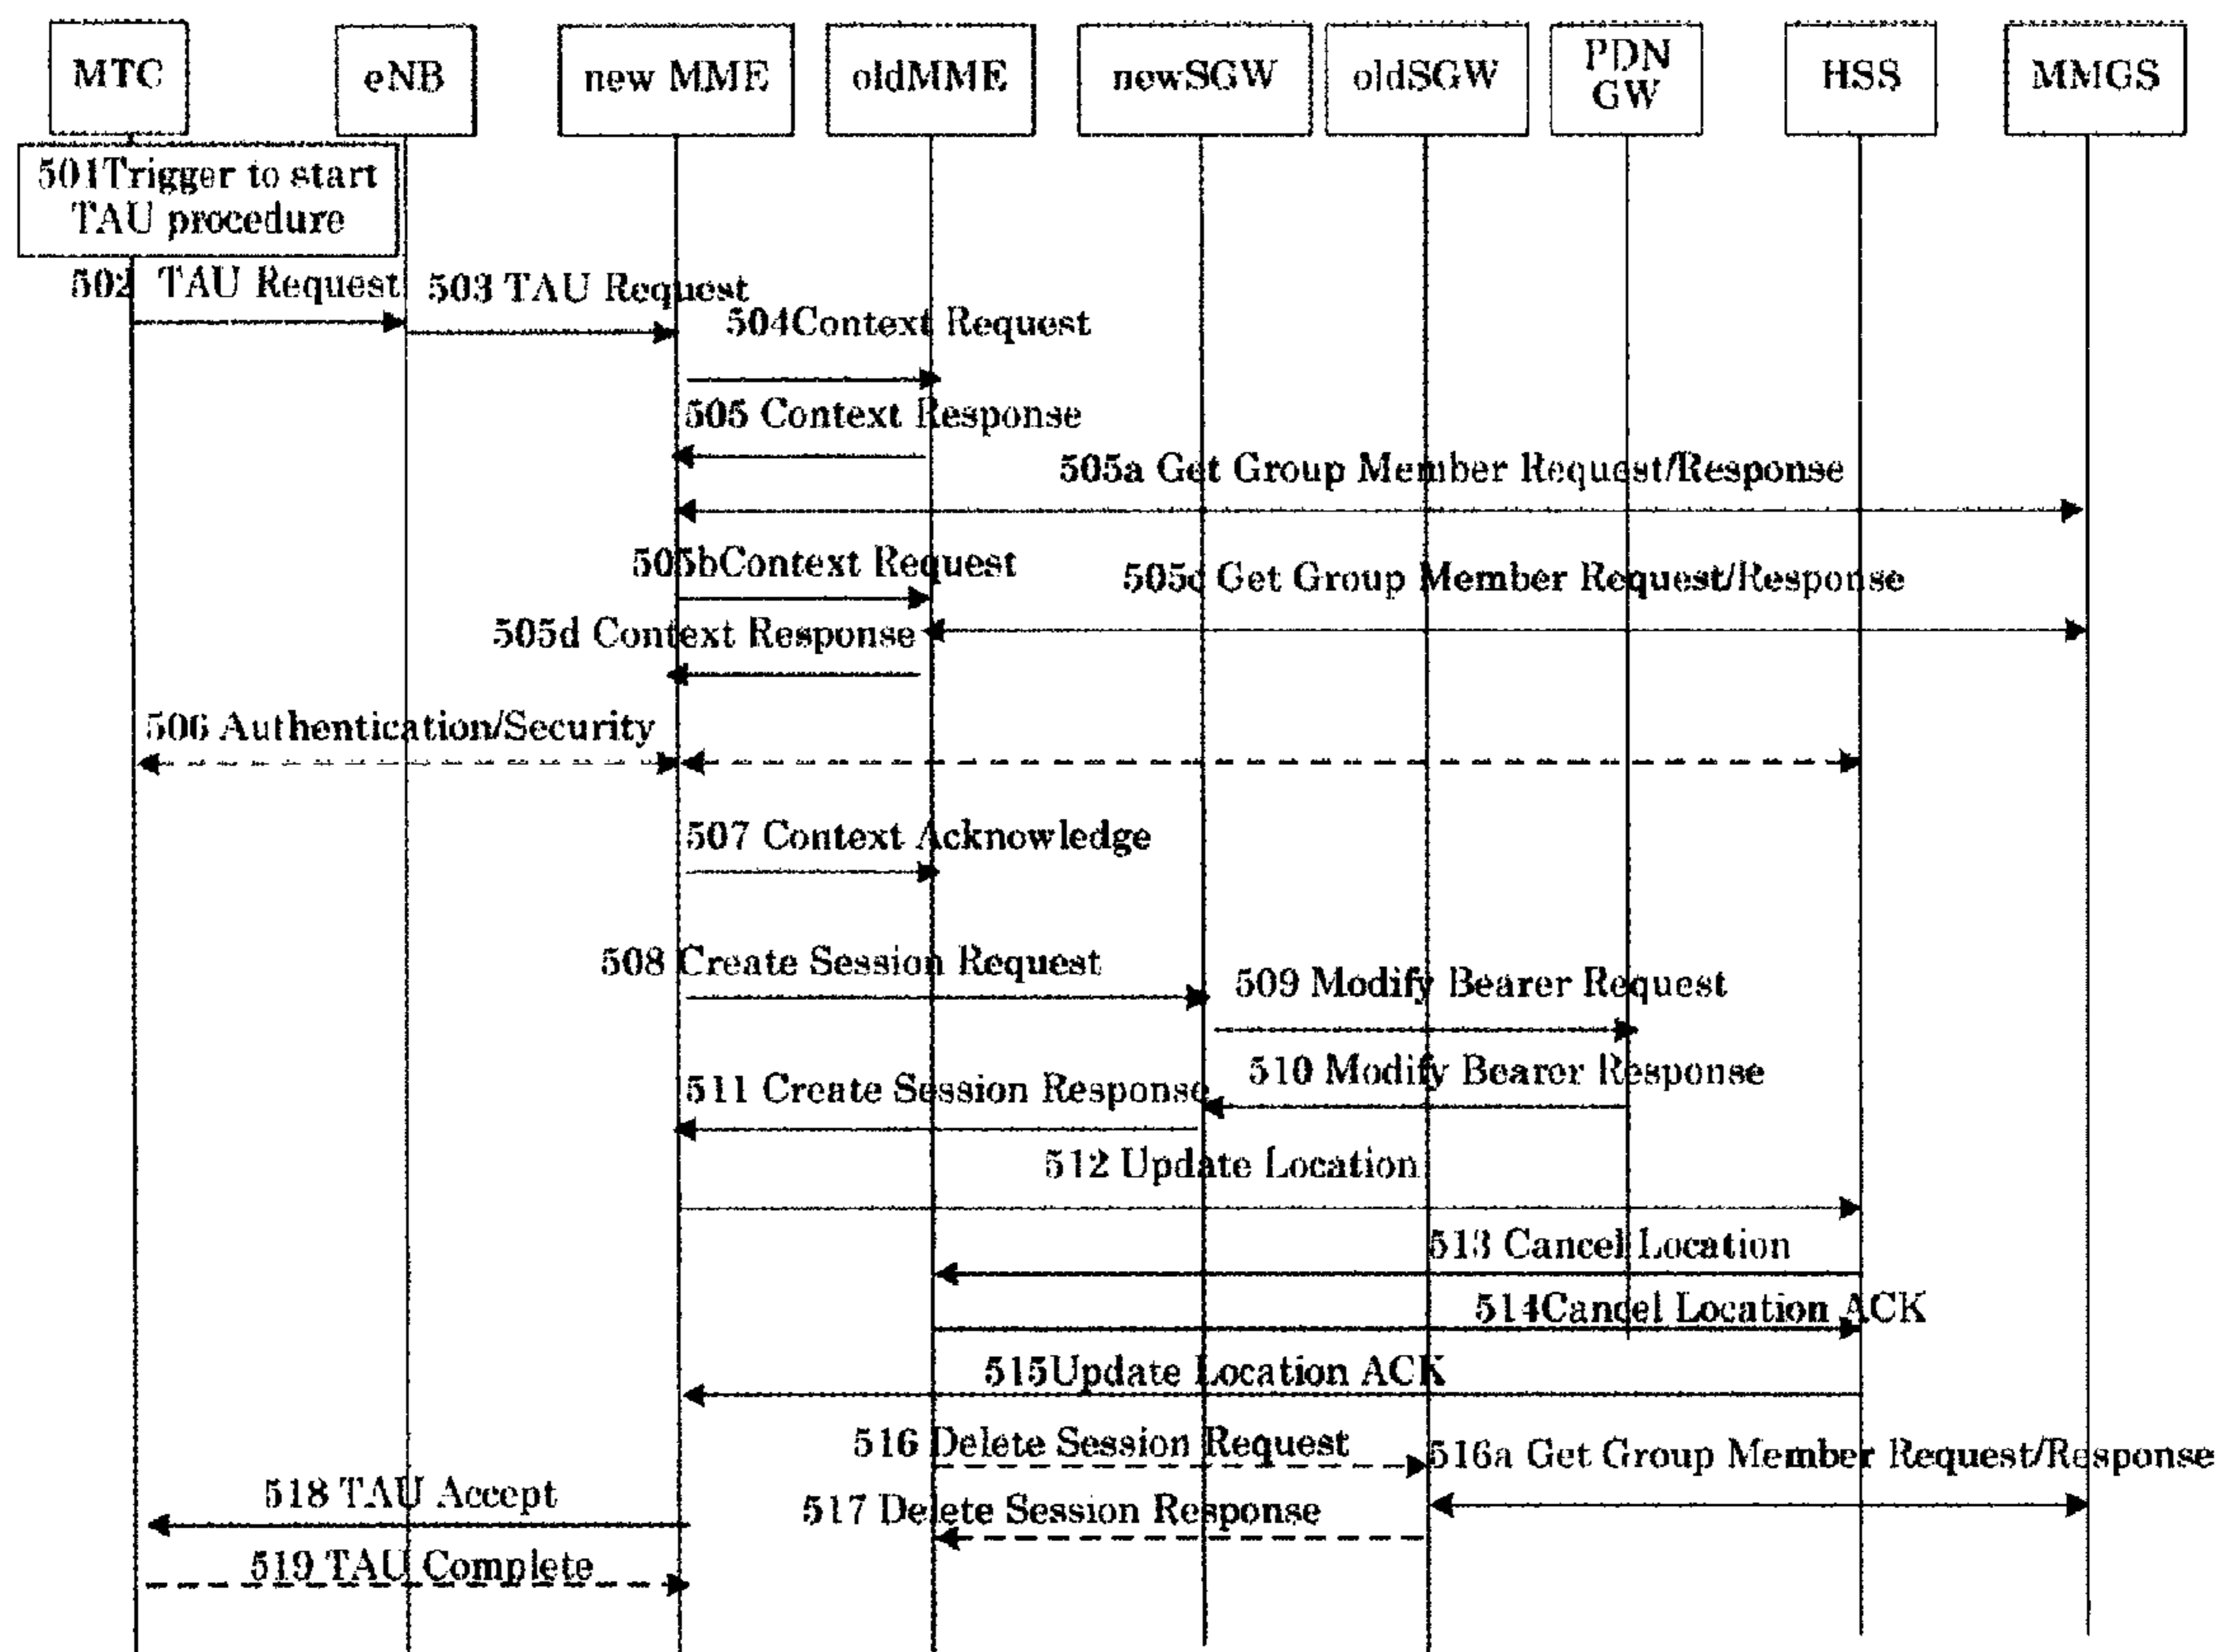 MTC
eNB
new MME
oldMME
newSGW
oldSGW
PDN
GW
HSS
MMGS
501Trigger to start
TAU procedure
502 TAU Request
503 TAU Request
504Context Request
505 Context Response
505a Get Group Member Request/Response
505bContext Request
505c Get Group Member Request/Response
505d Context Response
506 Authentication/Security
507 Context Acknowledge
508 Create Session Request
509 Modify Bearer Request
510 Modify Bearer Response
511 Create Session Response
512 Update Location
513 Cancel Location
514Cancel Location ACK
515Update Location ACK
516 Delete Session Request
516a Get Group Member Request/Response
518 TAU Accept
517 Delete Session Response
519 TAU Complete